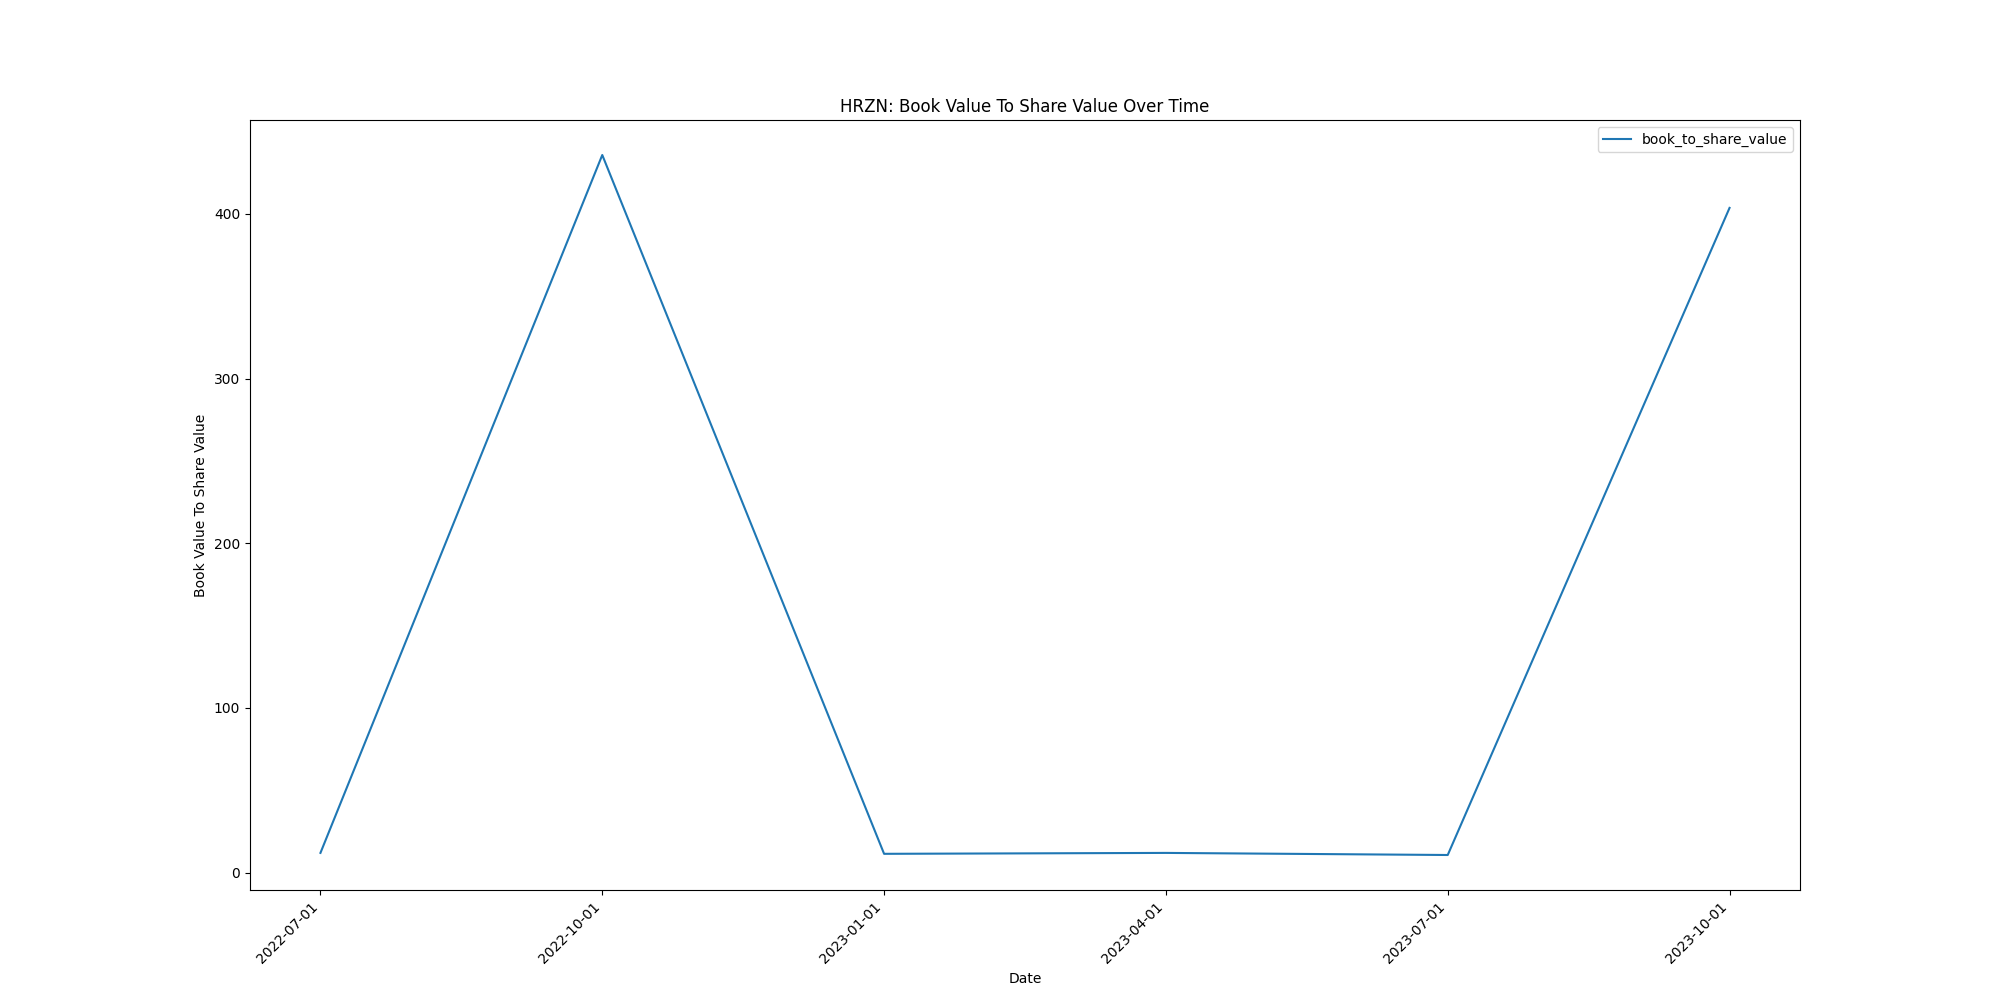 HRZN: Book Value To Share Value Over Time
book_to_share_value
Book Value To Share Value
400
300
200
100
0
2022-07-01
2022-10-01
2023-01-01
2023-04-01
2023-07-01
2023-10-01
Date